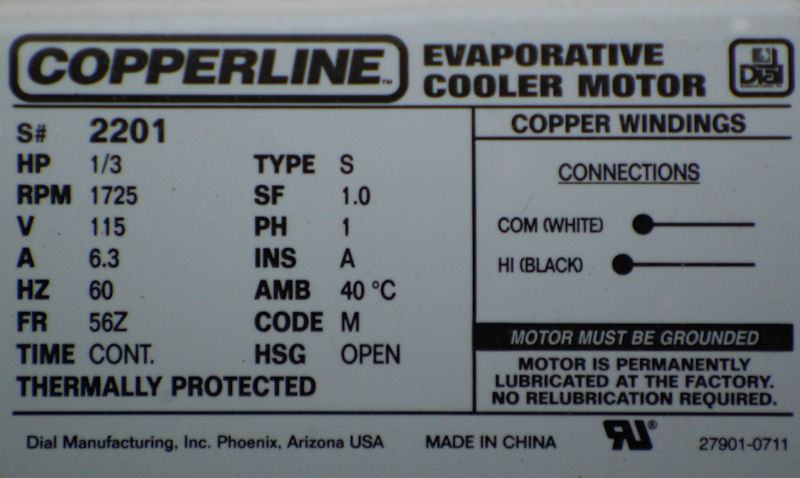 COPPERLINE™
EVAPORATIVE
COOLER MOTOR
Dial
S# 2201
HP 1/3 TYPE S
RPM 1725 SF 1.0
V 115 PH 1
A 6.3 INS A
HZ 60 AMB 40 °C
FR 56Z CODE M
TIME CONT. HSG OPEN
THERMALLY PROTECTED
COPPER WINDINGS
CONNECTIONS
COM (WHITE)
HI (BLACK)
MOTOR MUST BE GROUNDED
MOTOR IS PERMANENTLY
LUBRICATED AT THE FACTORY.
NO RELUBRICATION REQUIRED.
Dial Manufacturing, Inc. Phoenix, Arizona USA MADE IN CHINA RU® 27901-0711